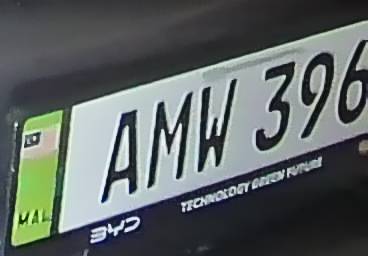 AMW 396
MAL
BYD
TECHNOLOGY GREEN FUTURE